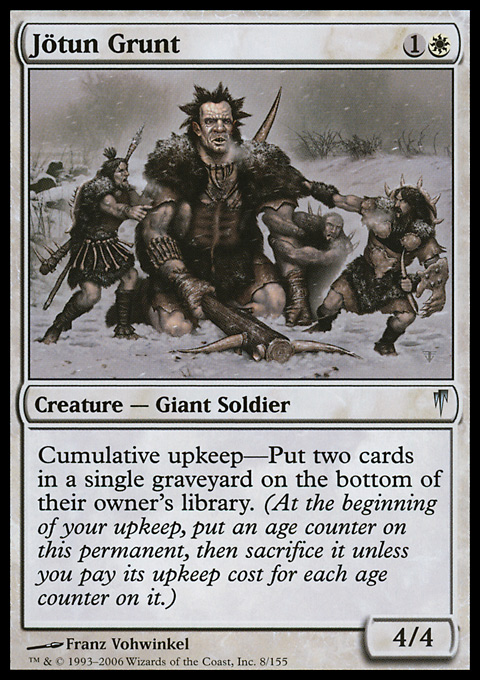 Jötun Grunt 1
Creature — Giant Soldier
Cumulative upkeep—Put two cards
in a single graveyard on the bottom of
their owner's library. (At the beginning
of your upkeep, put an age counter on
this permanent, then sacrifice it unless
you pay its upkeep cost for each age
counter on it.)
Franz Vohwinkel
4/4
™ & © 1993–2006 Wizards of the Coast, Inc. 8/155